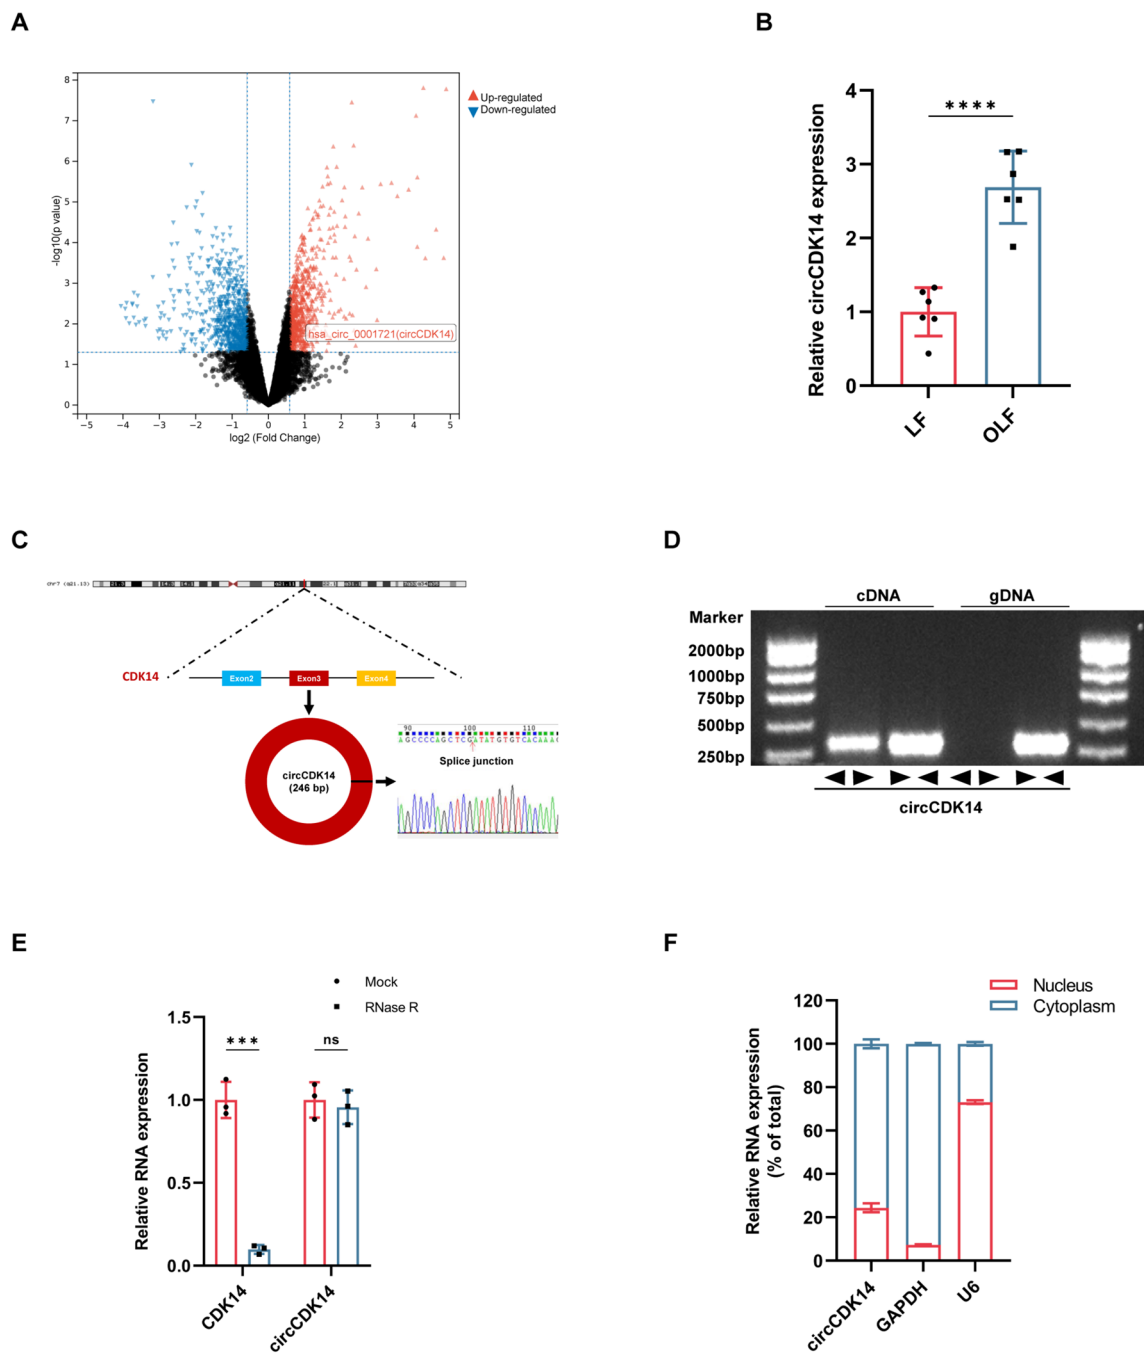 A
8
7
6
5
4
3
2
1
0
-log10(p value)
−5 −4 −3 −2 −1 0 1 2 3 4 5
log2 (Fold Change)
Up-regulated
Down-regulated
hsa_circ_0001721(circCDK14)
B
Relative circCDK14 expression
4
3
2
1
0
****
LF
OLF
C
chr7 (q21.13)
CDK14
Exon2
Exon3
Exon4
circCDK14
(246 bp)
90 100 110
AGCCCCAGCTCGATATGTGTCACAAAG
Splice junction
D
cDNA
gDNA
Marker
2000bp
1000bp
750bp
500bp
250bp
circCDK14
E
Mock
RNase R
Relative RNA expression
1.5
1.0
0.5
0.0
***
ns
CDK14
circCDK14
F
Nucleus
Cytoplasm
Relative RNA expression
(% of total)
120
100
80
60
40
20
0
circCDK14
GAPDH
U6